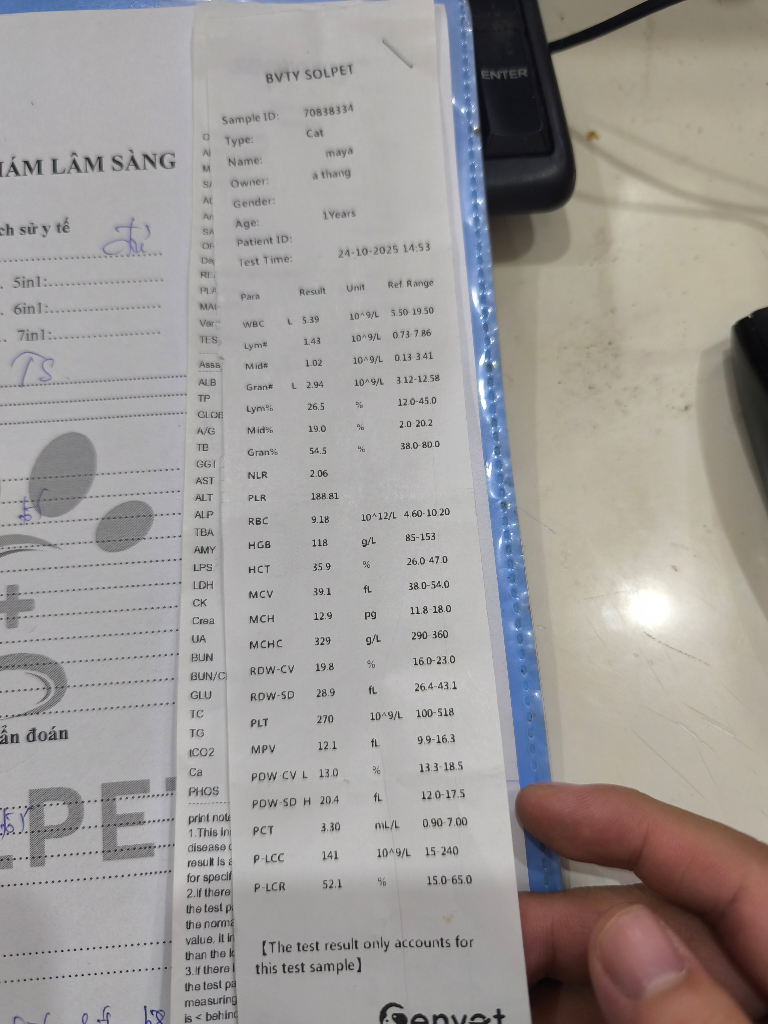 BVTY SOLPET
Sample ID: 70838334
Type: Cat
Name: maya
Owner: a thang
Gender:
Age: 1Years
Patient ID:
Test Time: 24-10-2025 14:53
Para Result Unit Ref. Range
WBC L 5.39 10^9/L 5.50-19.50
Lym# 1.43 10^9/L 0.73-7.86
Mid# 1.02 10^9/L 0.13-3.41
Gran# L 2.94 10^9/L 3.12-12.58
Lym% 26.5 % 12.0-45.0
Mid% 19.0 % 2.0-20.2
Gran% 54.5 % 38.0-80.0
NLR 2.06
PLR 188.81
RBC 9.18 10^12/L 4.60-10.20
HGB 118 g/L 85-153
HCT 35.9 % 26.0-47.0
MCV 39.1 fL 38.0-54.0
MCH 12.9 pg 11.8-18.0
MCHC 329 g/L 290-360
RDW-CV 19.8 % 16.0-23.0
RDW-SD 28.9 fL 26.4-43.1
PLT 270 10^9/L 100-518
MPV 12.1 fL 9.9-16.3
PDW-CV L 13.0 % 13.3-18.5
PDW-SD H 20.4 fL 12.0-17.5
PCT 3.30 mL/L 0.90-7.00
P-LCC 141 10^9/L 15-240
P-LCR 52.1 % 15.0-65.0
【The test result only accounts for
this test sample】
ÁM LÂM SÀNG
ch sử y tế
5in1:
6in1:
7in1:
TS
ẩn đoán
LPE
TES
Assa
ALB
TP
GLOB
A/G
TB
GGT
AST
ALT
ALP
TBA
AMY
LPS
LDH
CK
Crea
UA
BUN
BUN/C
GLU
TC
TG
tCO2
Ca
PHOS
print note
1.This in
disease
result is a
for specif
2.if there
the test p
the norma
value, it in
than the
3.if there
the test pa
measuring
is < behind
ENTER